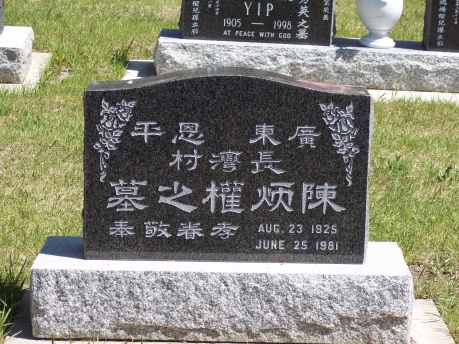 YIP
1905 — 1998
AT PEACE WITH GOD
廣東恩平
長灣村
陳炳權之墓
孝眷敬奉
AUG. 23 1925
JUNE 25 1981